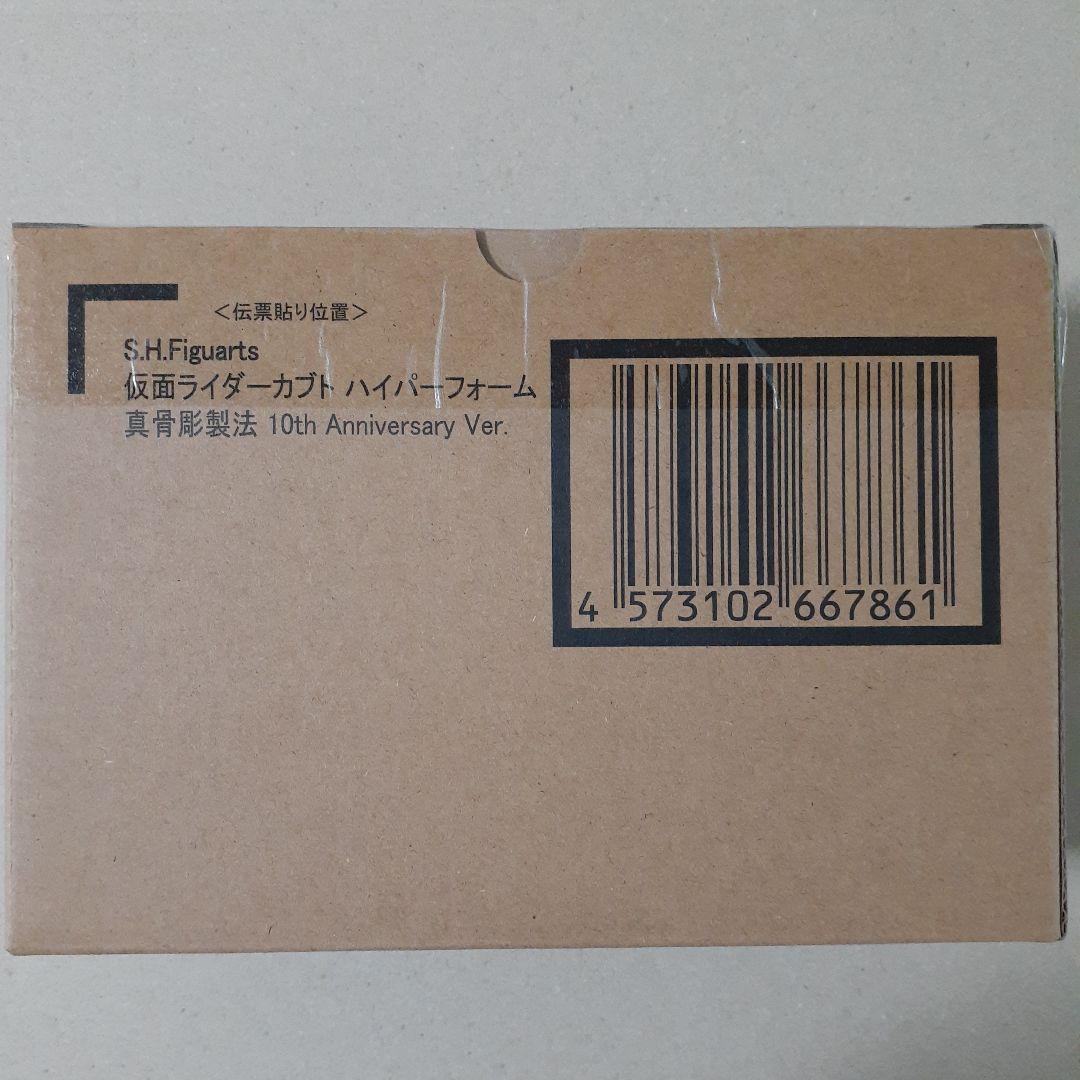 ＜伝票貼り位置＞
S.H.Figuarts
仮面ライダーカブト ハイパーフォーム
真骨彫製法 10th Anniversary Ver.
4 573102 667861